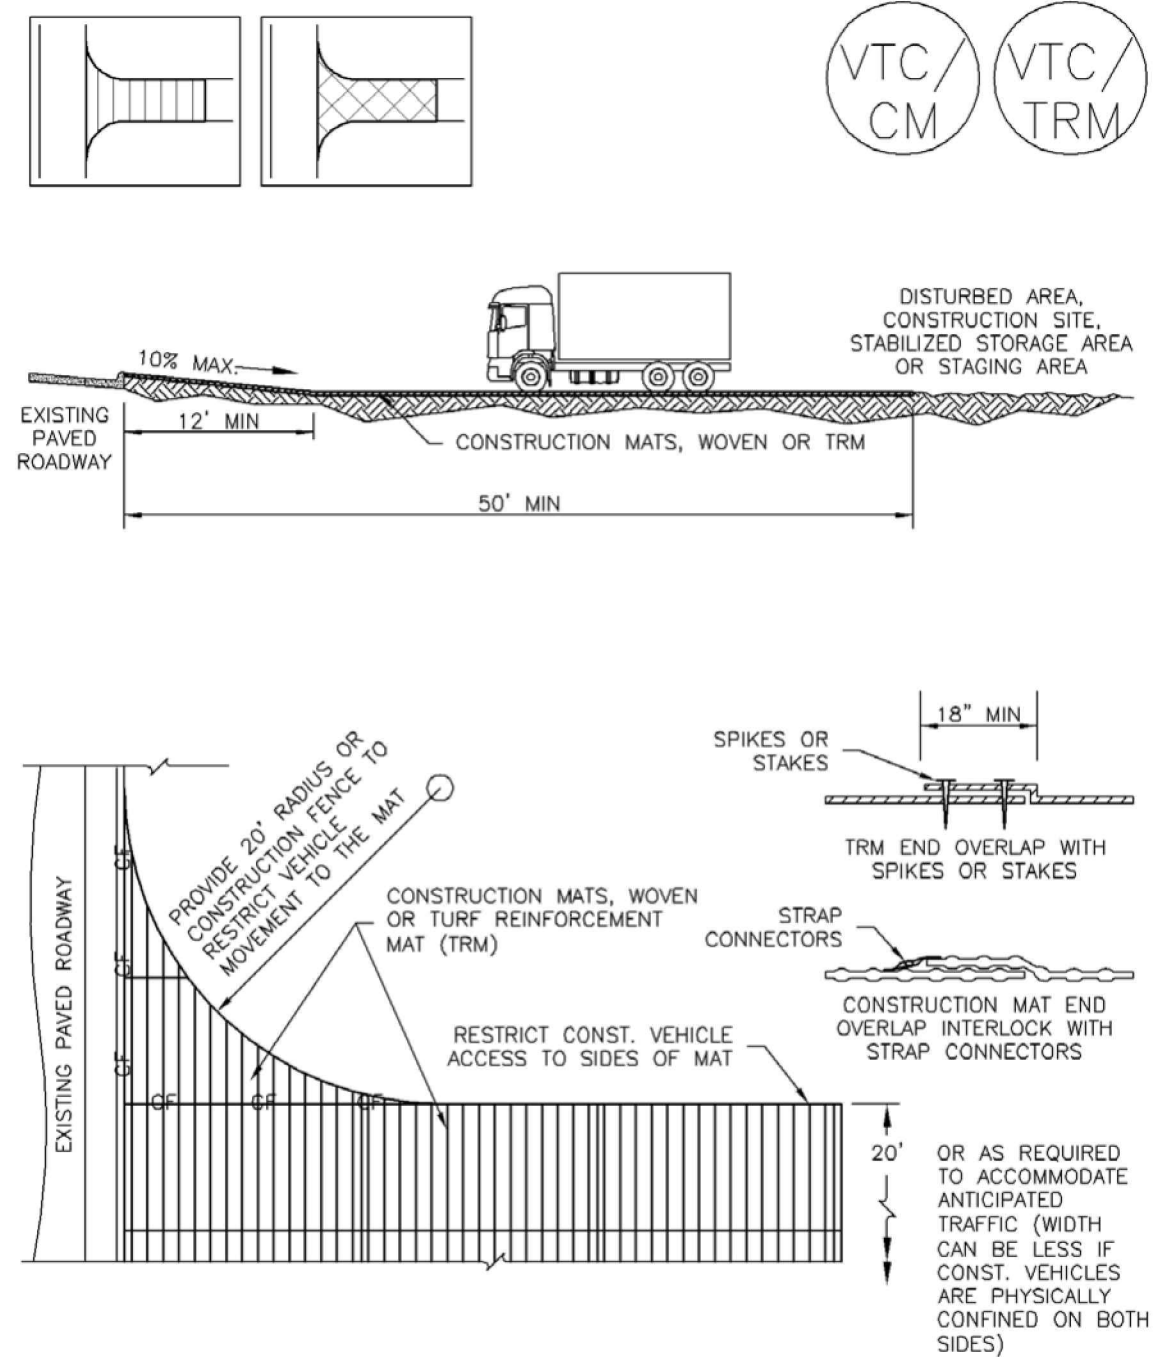 VTC/
CM
VTC/
TRM
DISTURBED AREA,
CONSTRUCTION SITE,
STABILIZED STORAGE AREA
OR STAGING AREA
10% MAX.
EXISTING
PAVED
ROADWAY
12' MIN
CONSTRUCTION MATS, WOVEN OR TRM
50' MIN
18" MIN
SPIKES OR
STAKES
TRM END OVERLAP WITH
SPIKES OR STAKES
PROVIDE 20' RADIUS OR
CONSTRUCTION FENCE TO
RESTRICT VEHICLE
MOVEMENT TO THE MAT
CONSTRUCTION MATS, WOVEN
OR TURF REINFORCEMENT
MAT (TRM)
STRAP
CONNECTORS
CONSTRUCTION MAT END
OVERLAP INTERLOCK WITH
STRAP CONNECTORS
RESTRICT CONST. VEHICLE
ACCESS TO SIDES OF MAT
EXISTING PAVED ROADWAY
CF
CF
CF
CF
CF
CF
20'
OR AS REQUIRED
TO ACCOMMODATE
ANTICIPATED
TRAFFIC (WIDTH
CAN BE LESS IF
CONST. VEHICLES
ARE PHYSICALLY
CONFINED ON BOTH
SIDES)